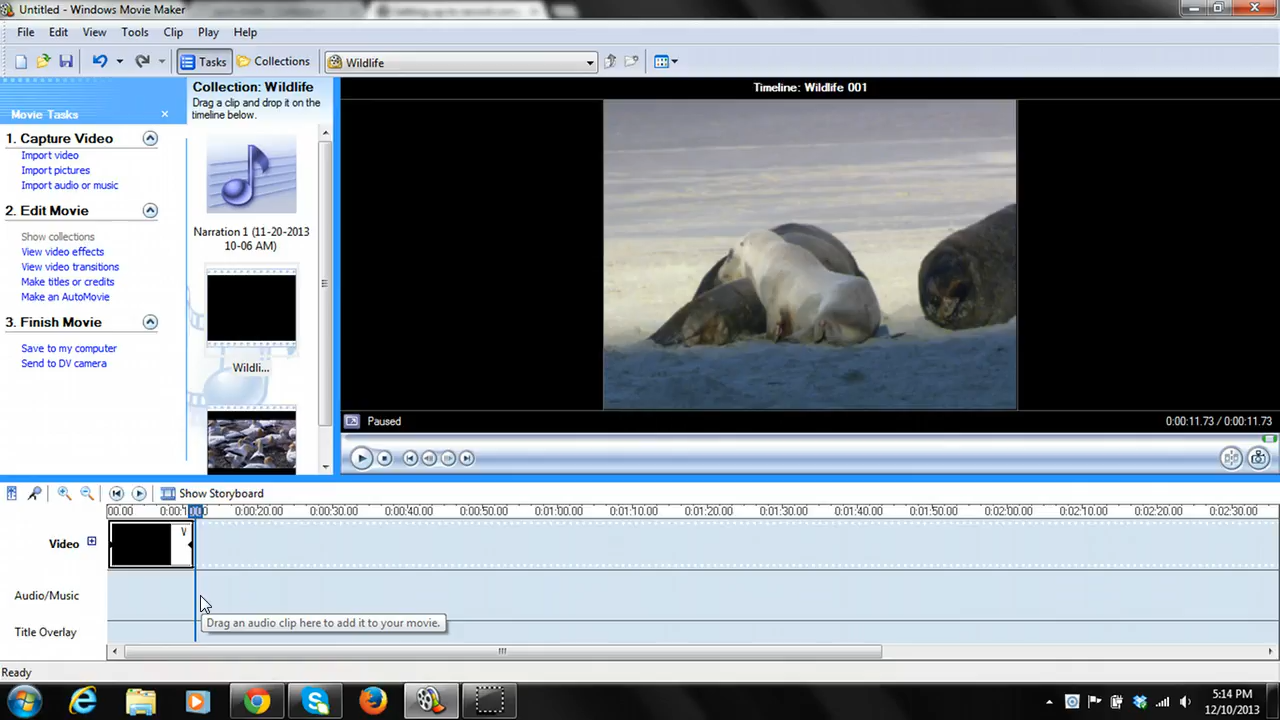 Untitled - Windows Movie Maker
File Edit View Tools Clip Play Help
Tasks Collections Wildlife
Movie Tasks
1. Capture Video
Import video
Import pictures
Import audio or music
2. Edit Movie
Show collections
View video effects
View video transitions
Make titles or credits
Make an AutoMovie
3. Finish Movie
Save to my computer
Send to DV camera
Collection: Wildlife
Drag a clip and drop it on the
timeline below.
Narration 1 (11-20-2013
10-06 AM)
Wildli...
Timeline: Wildlife 001
Paused 0:00:11.73 / 0:00:11.73
Show Storyboard
00.00 0:00:20.00 0:00:30.00 0:00:40.00 0:00:50.00 0:01:00.00 0:01:10.00 0:01:20.00 0:01:30.00 0:01:40.00 0:01:50.00 0:02:00.00 0:02:10.00 0:02:20.00 0:02:30.00
Video
Audio/Music
Drag an audio clip here to add it to your movie.
Title Overlay
Ready
5:14 PM
12/10/2013